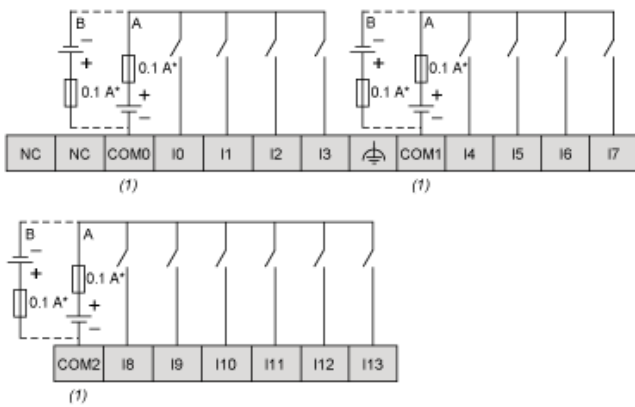 B A B A
− −
+ 0.1 A* + 0.1 A*
0.1 A* + 0.1 A* +
− −
NC NC COM0 I0 I1 I2 I3 COM1 I4 I5 I6 I7
(1) (1)
B A
−
+ 0.1 A*
0.1 A* +
−
COM2 I8 I9 I10 I11 I12 I13
(1)